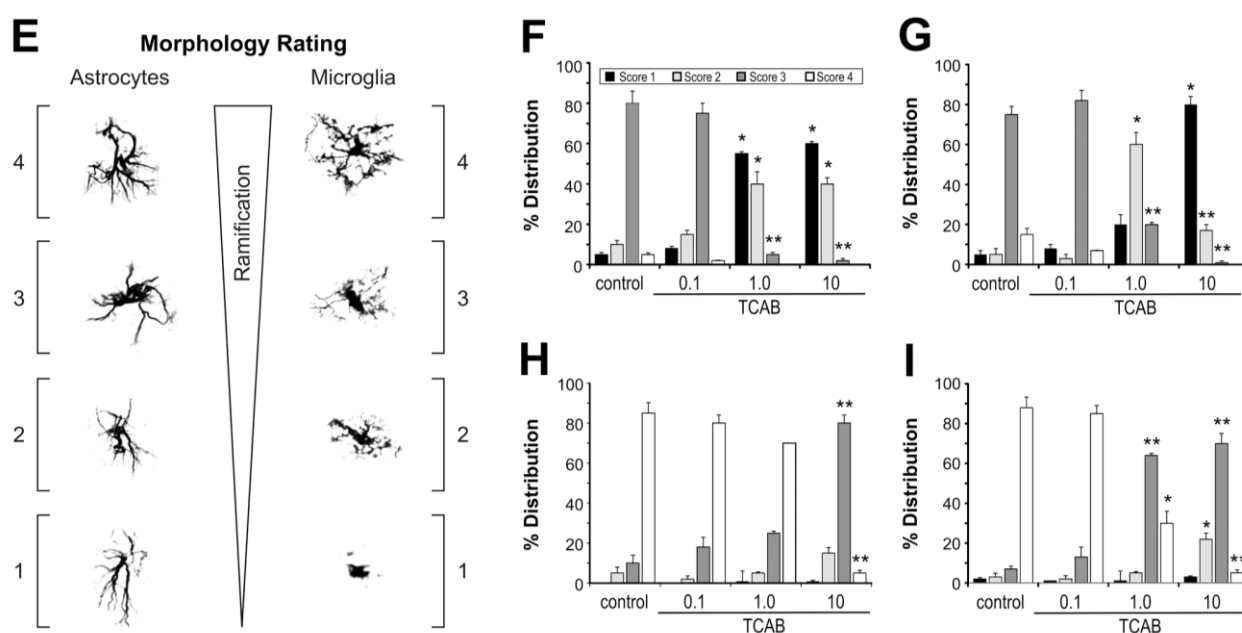 E
Morphology Rating
Astrocytes Microglia
4 4
3 3
2 2
1 1
Ramification
F
100
80
60
40
20
0
% Distribution
Score 1 Score 2 Score 3 Score 4
* * **
* * **
control 0.1 1.0 10
TCAB
G
100
80
60
40
20
0
% Distribution
* **
* ** **
control 0.1 1.0 10
TCAB
H
100
80
60
40
20
0
% Distribution
** **
control 0.1 1.0 10
TCAB
I
100
80
60
40
20
0
% Distribution
** *
* ** **
control 0.1 1.0 10
TCAB